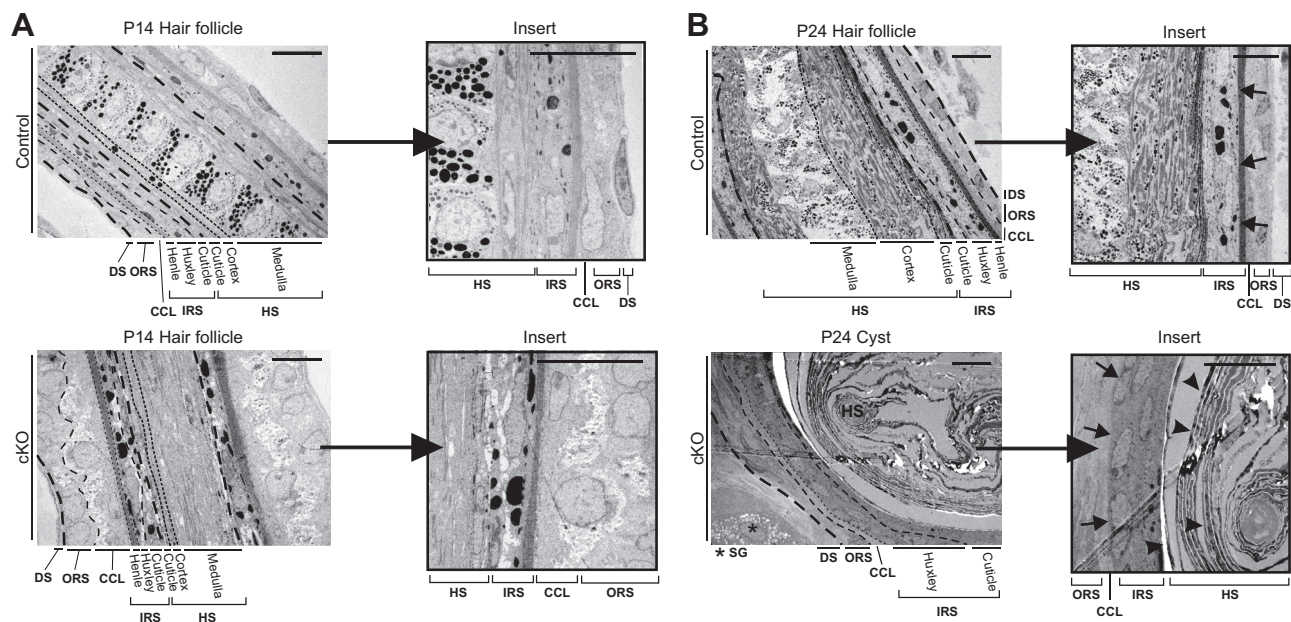 A
P14 Hair follicle
Insert
Control
DS
ORS
CCL
Henle
Huxley
Cuticle
Cuticle
Cortex
Medulla
IRS
HS
HS
IRS
CCL
ORS
DS
P14 Hair follicle
Insert
cKO
DS
ORS
CCL
Henle
Huxley
Cuticle
Cuticle
Cortex
Medulla
IRS
HS
HS
IRS
CCL
ORS
B
P24 Hair follicle
Insert
Control
DS
ORS
CCL
Medulla
Cortex
Cuticle
Cuticle
Huxley
Henle
HS
IRS
HS
IRS
CCL
ORS
DS
P24 Cyst
Insert
cKO
HS
*
* SG
DS
ORS
CCL
Huxley
Cuticle
IRS
ORS
CCL
IRS
HS